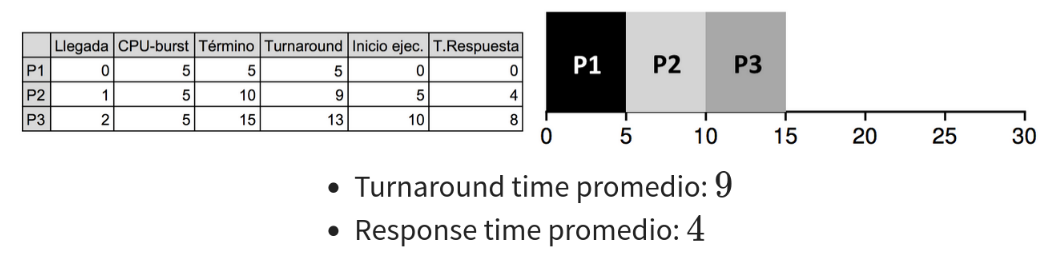 Llegada CPU-burst Término Turnaround Inicio ejec. T.Respuesta
P1 0 5 5 5 0 0
P2 1 5 10 9 5 4
P3 2 5 15 13 10 8
P1 P2 P3
0 5 10 15 20 25 30
• Turnaround time promedio: 9
• Response time promedio: 4